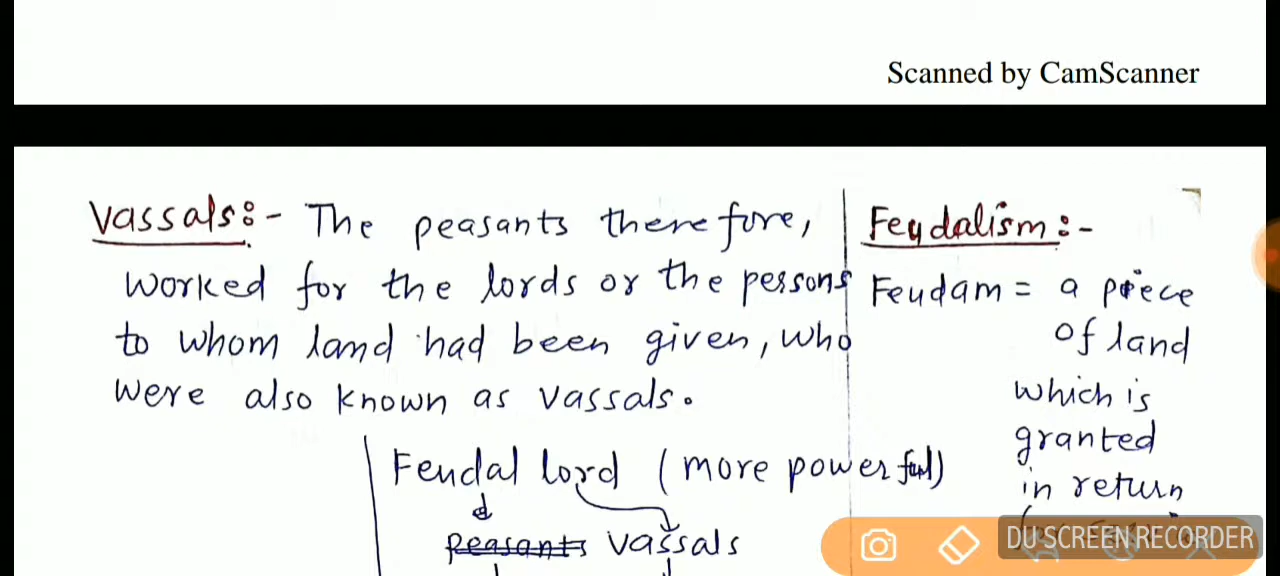 Scanned by CamScanner
Vassals:- The peasants therefore,
worked for the lords or the persons
to whom land had been given, who
were also known as vassals.
Feudalism:-
Feudam = a piece
of land
which is
granted
in return
Feudal lord (more powerful)
peasants vassals
DU SCREEN RECORDER